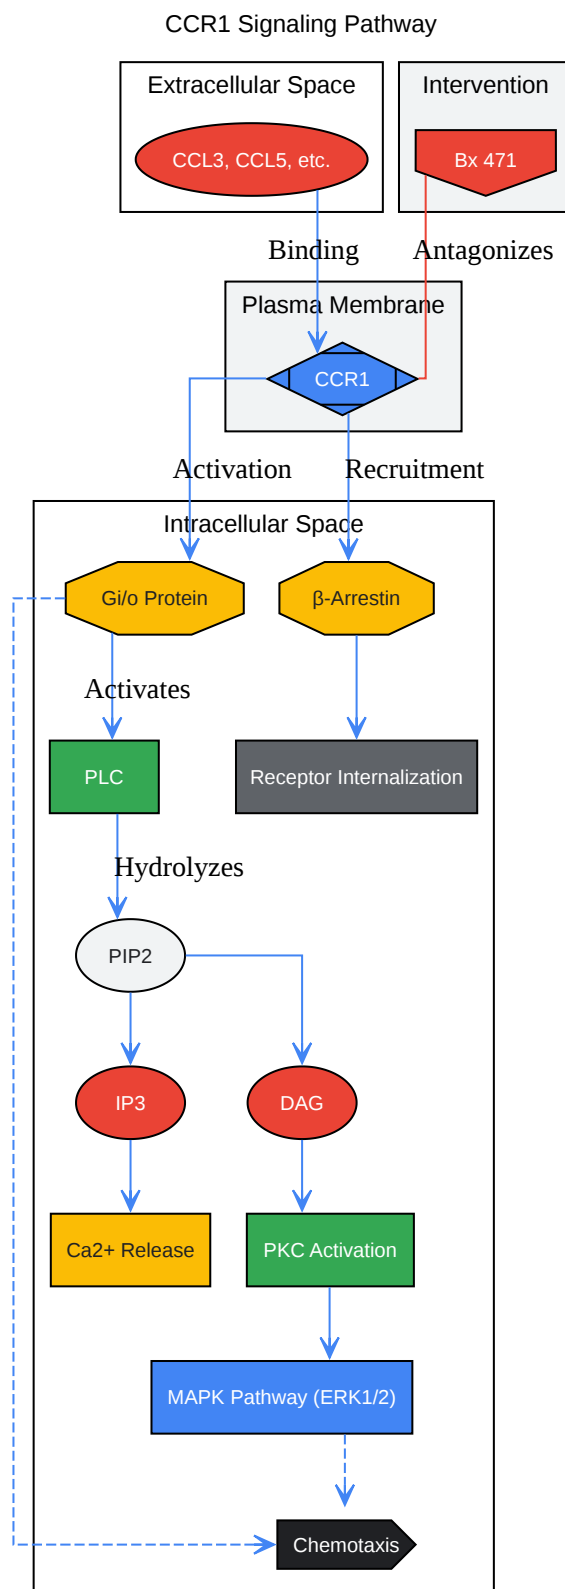 CCR1 Signaling Pathway
Extracellular Space
Intervention
CCL3, CCL5, etc.
Bx 471
Binding
Antagonizes
Plasma Membrane
CCR1
Activation
Recruitment
Intracellular Space
Gi/o Protein
β-Arrestin
Activates
PLC
Receptor Internalization
Hydrolyzes
PIP2
IP3
DAG
Ca2+ Release
PKC Activation
MAPK Pathway (ERK1/2)
Chemotaxis